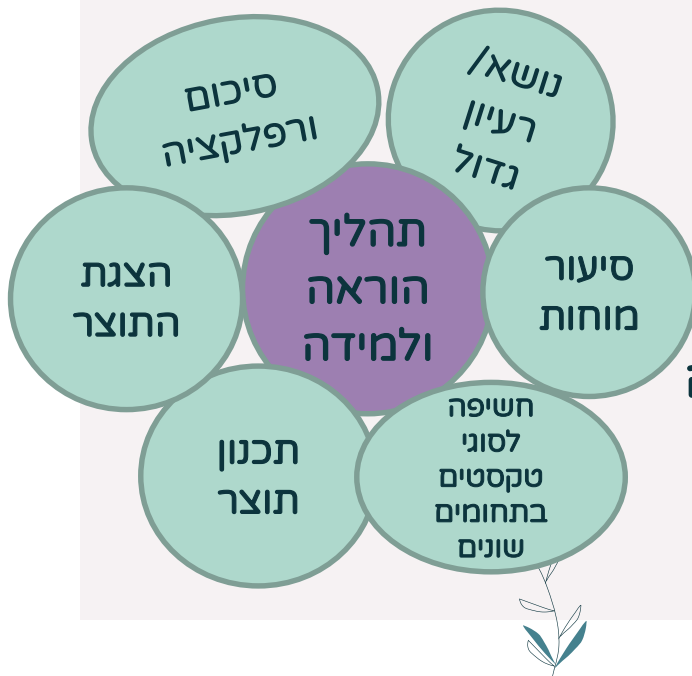 תהליך
הוראה
ולמידה
נושא/
רעיון
גדול
סיעור
מוחות
חשיפה
לסוגי
טקסטים
בתחומים
שונים
תכנון
תוצר
הצגת
התוצר
סיכום
ורפלקציה